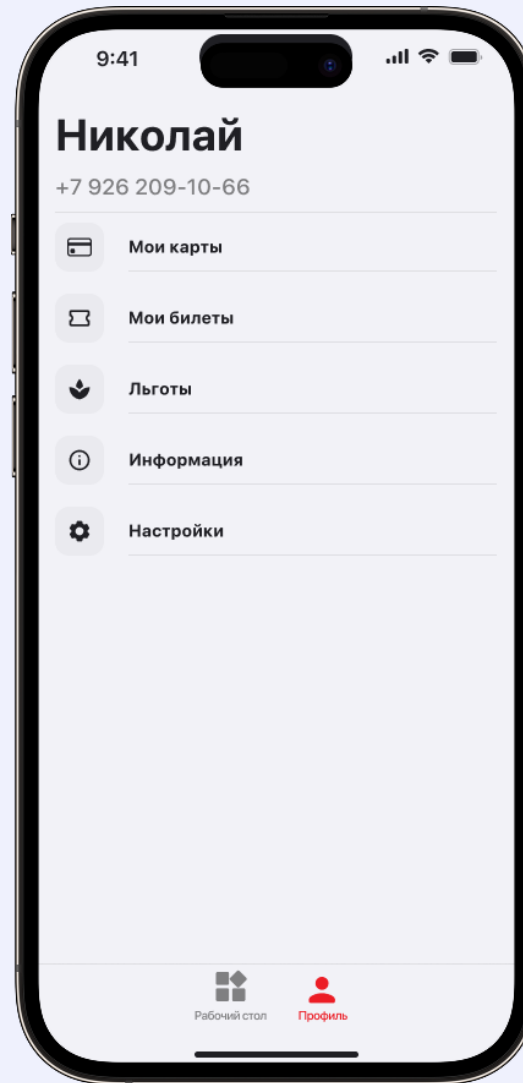 9:41
Николай
+7 926 209-10-66
Мои карты
Мои билеты
Льготы
Информация
Настройки
Рабочий стол
Профиль